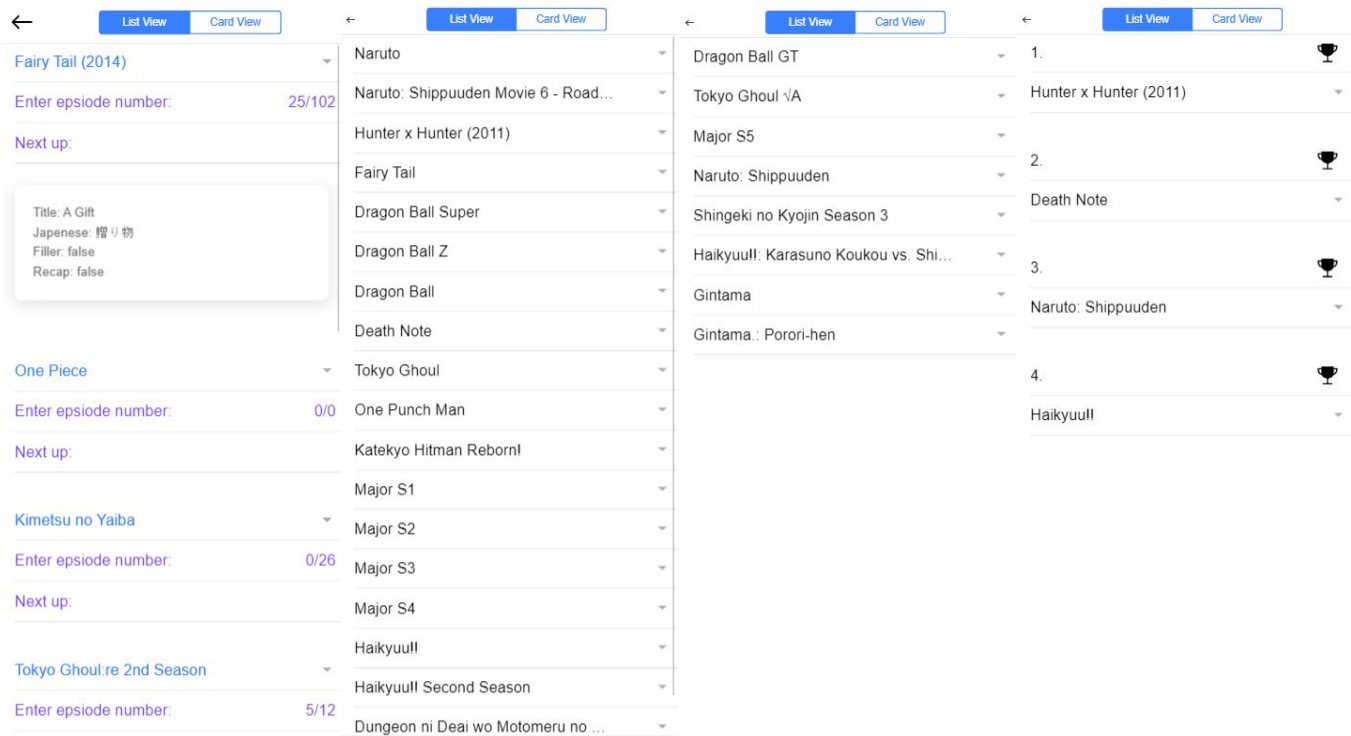 List View Card View
Fairy Tail (2014)
Enter epsiode number: 25/102
Next up:
Title: A Gift
Japenese: 贈り物
Filler: false
Recap: false
One Piece
Enter epsiode number: 0/0
Next up:
Kimetsu no Yaiba
Enter epsiode number: 0/26
Next up:
Tokyo Ghoul:re 2nd Season
Enter epsiode number: 5/12
List View Card View
Naruto
Naruto: Shippuuden Movie 6 - Road...
Hunter x Hunter (2011)
Fairy Tail
Dragon Ball Super
Dragon Ball Z
Dragon Ball
Death Note
Tokyo Ghoul
One Punch Man
Katekyo Hitman Reborn!
Major S1
Major S2
Major S3
Major S4
Haikyuu!!
Haikyuu!! Second Season
Dungeon ni Deai wo Motomeru no ...
List View Card View
Dragon Ball GT
Tokyo Ghoul √A
Major S5
Naruto: Shippuuden
Shingeki no Kyojin Season 3
Haikyuu!!: Karasuno Koukou vs. Shi...
Gintama
Gintama.: Porori-hen
List View Card View
1.
Hunter x Hunter (2011)
2.
Death Note
3.
Naruto: Shippuuden
4.
Haikyuu!!